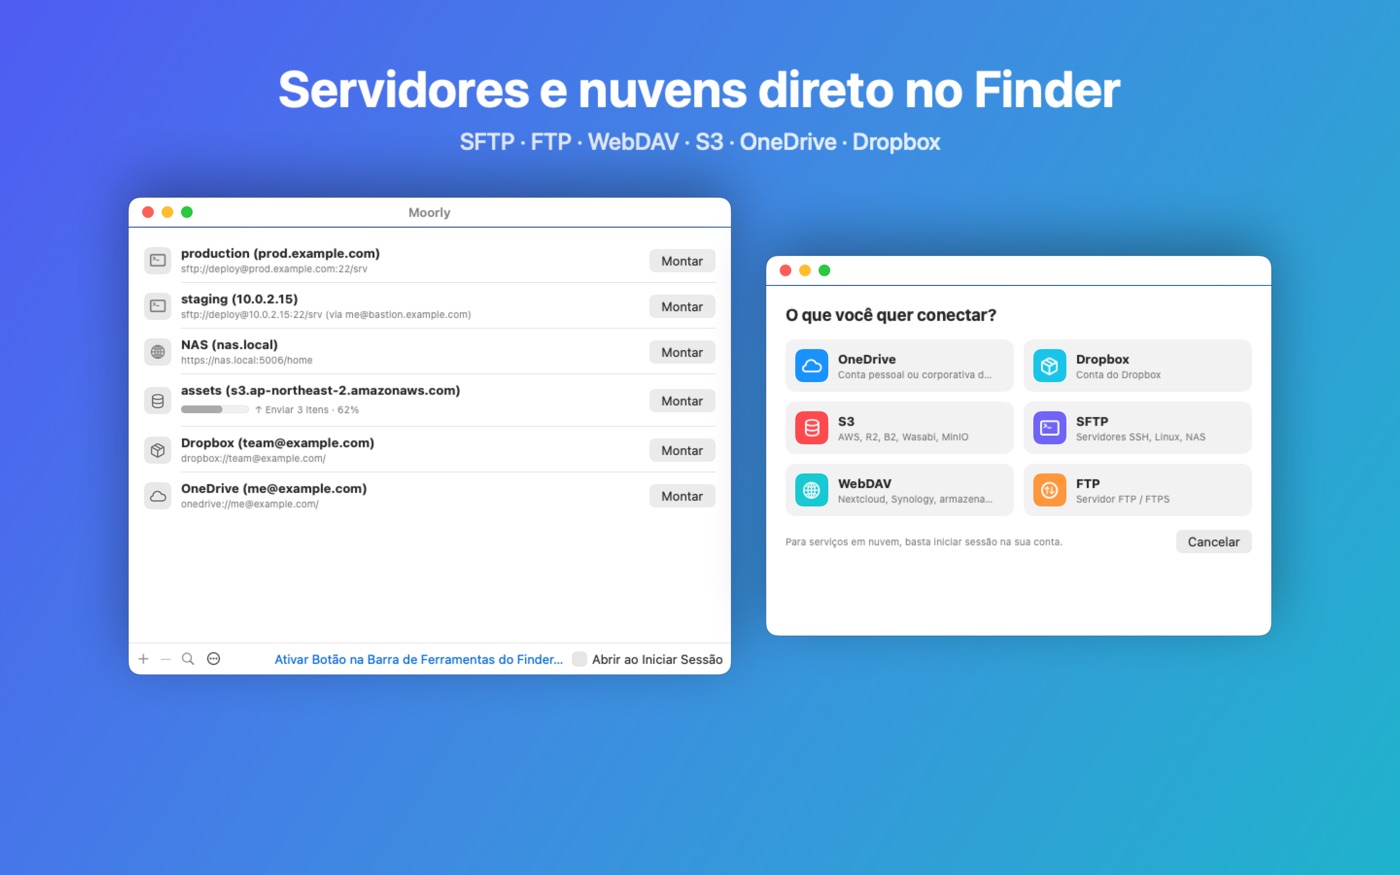 Servidores e nuvens direto no Finder
SFTP · FTP · WebDAV · S3 · OneDrive · Dropbox
Moorly
production (prod.example.com)
sftp://deploy@prod.example.com:22/srv
Montar
staging (10.0.2.15)
sftp://deploy@10.0.2.15:22/srv (via me@bastion.example.com)
Montar
NAS (nas.local)
https://nas.local:5006/home
Montar
assets (s3.ap-northeast-2.amazonaws.com)
↑ Enviar 3 itens · 62%
Montar
Dropbox (team@example.com)
dropbox://team@example.com/
Montar
OneDrive (me@example.com)
onedrive://me@example.com/
Montar
Ativar Botão na Barra de Ferramentas do Finder...
Abrir ao Iniciar Sessão
O que você quer conectar?
OneDrive
Conta pessoal ou corporativa d...
Dropbox
Conta do Dropbox
S3
AWS, R2, B2, Wasabi, MinIO
SFTP
Servidores SSH, Linux, NAS
WebDAV
Nextcloud, Synology, armazena...
FTP
Servidor FTP / FTPS
Para serviços em nuvem, basta iniciar sessão na sua conta.
Cancelar